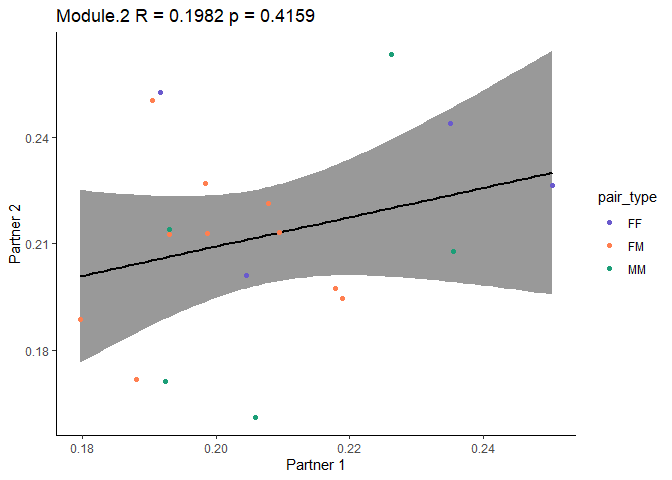 Module.2 R = 0.1982 p = 0.4159
Partner 2
0.24
0.21
0.18
0.18
0.20
0.22
0.24
Partner 1
pair_type
FF
FM
MM